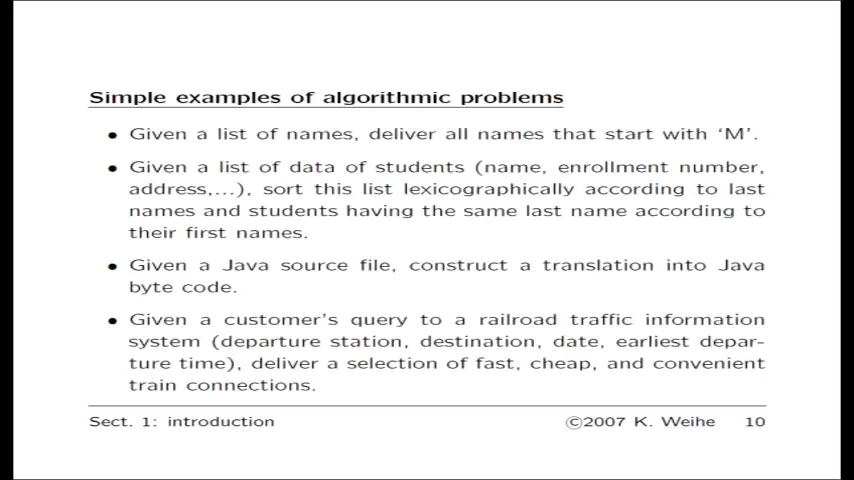 Simple examples of algorithmic problems
• Given a list of names, deliver all names that start with ‘M’.
• Given a list of data of students (name, enrollment number,
address,...), sort this list lexicographically according to last
names and students having the same last name according to
their first names.
• Given a Java source file, construct a translation into Java
byte code.
• Given a customer’s query to a railroad traffic information
system (departure station, destination, date, earliest depar-
ture time), deliver a selection of fast, cheap, and convenient
train connections.
Sect. 1: introduction ©2007 K. Weihe 10